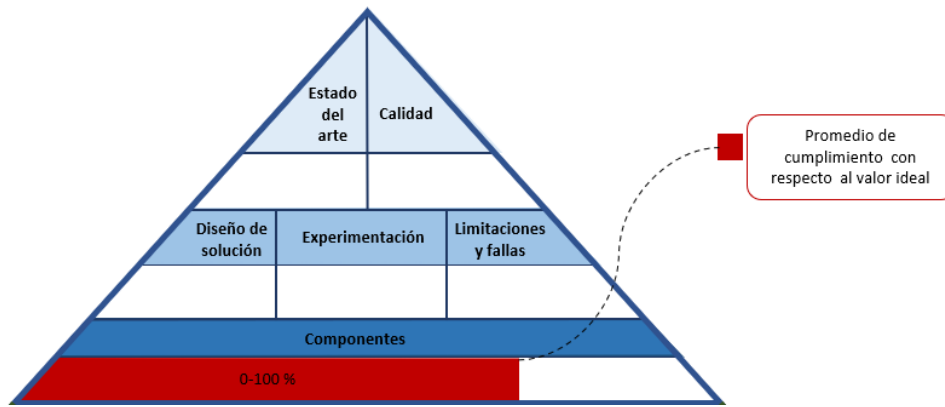 Estado
del
arte
Calidad
Diseño de
solución
Experimentación
Limitaciones
y fallas
Componentes
0-100 %
Promedio de
cumplimiento con
respecto al valor ideal